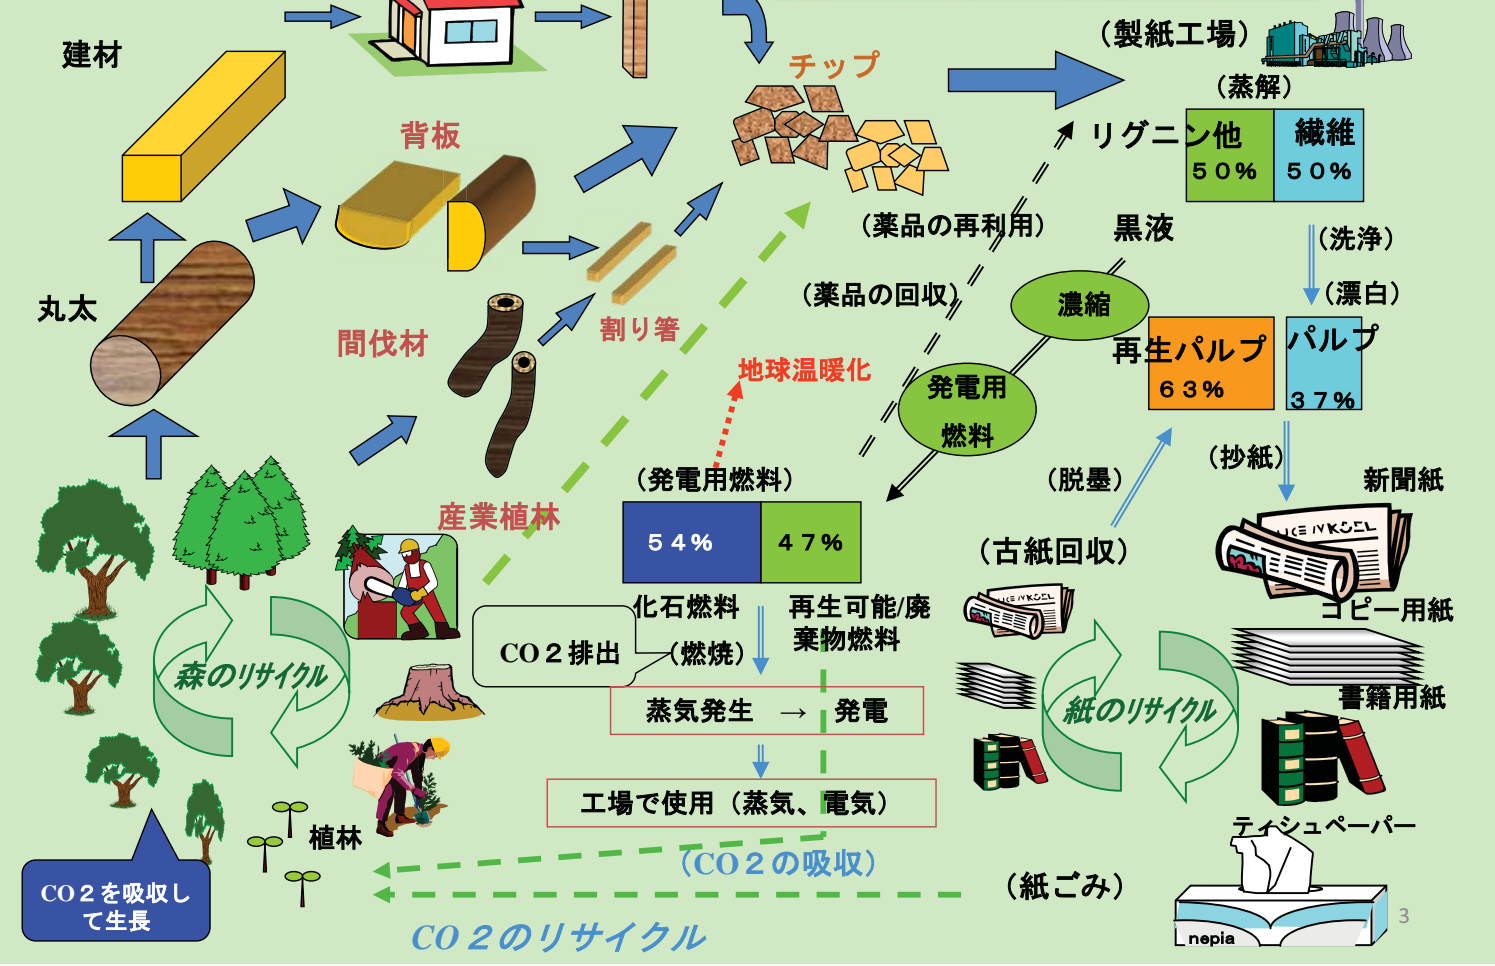 建材
(製紙工場)
チップ
(蒸解)
背板
リグニン他
繊維
50%
50%
(薬品の再利用)
黒液
(洗浄)
丸太
(薬品の回収)
濃縮
(漂白)
間伐材
割り箸
再生パルプ
パルプ
63%
37%
地球温暖化
発電用
燃料
(発電用燃料)
(脱墨)
(抄紙)
新聞紙
産業植林
54%
47%
(古紙回収)
化石燃料
再生可能/廃
棄物燃料
コピー用紙
CO2排出
(燃焼)
森のリサイクル
蒸気発生 → 発電
紙のリサイクル
書籍用紙
工場で使用(蒸気、電気)
植林
ティシュペーパー
(CO2の吸収)
CO2を吸収し
て生長
(紙ごみ)
CO2のリサイクル
nepia
3